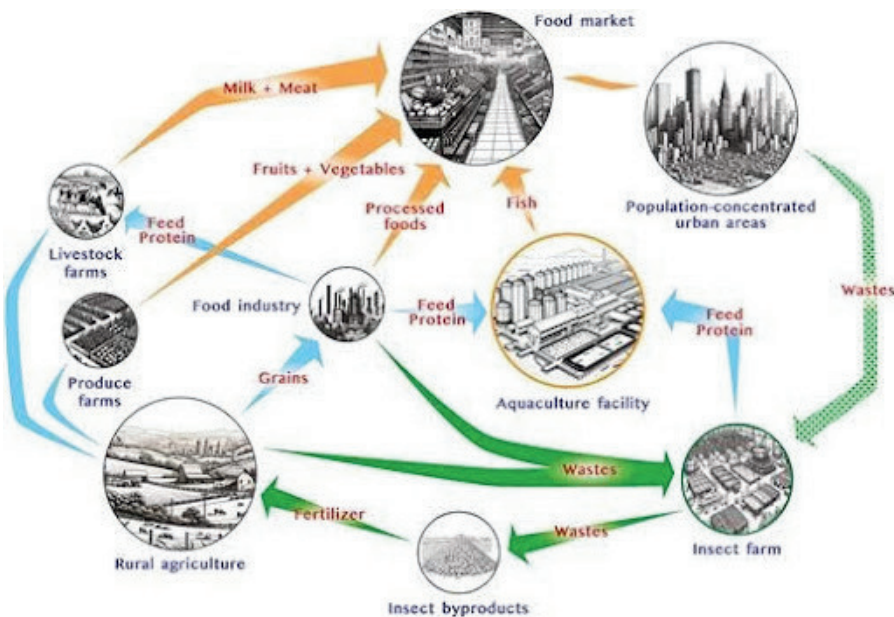 Food market
Milk + Meat
Fruits + Vegetables
Processed
foods
Fish
Population-concentrated
urban areas
Feed
Protein
Livestock
farms
Food industry
Feed
Protein
Feed
Protein
Wastes
Produce
farms
Grains
Aquaculture facility
Wastes
Fertilizer
Wastes
Insect farm
Rural agriculture
Insect byproducts